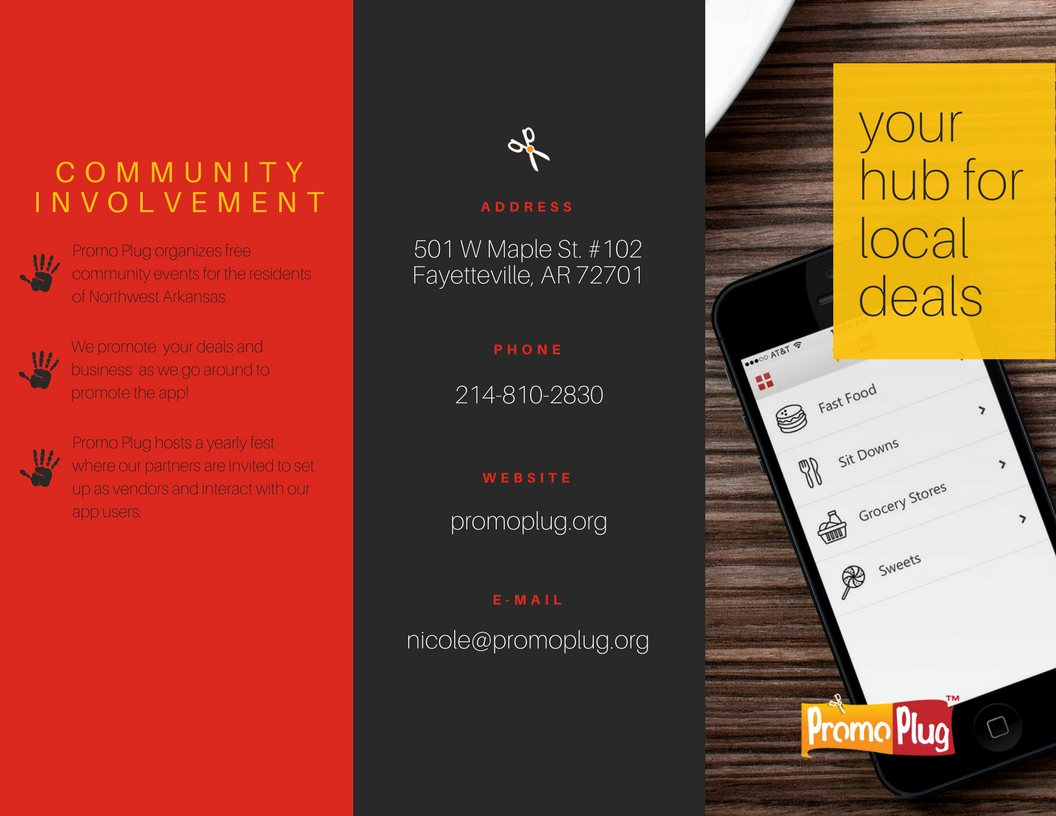 COMMUNITY
INVOLVEMENT
Promo Plug organizes free
community events for the residents
of Northwest Arkansas.
We promote your deals and
business as we go around to
promote the app!
Promo Plug hosts a yearly fest
where our partners are invited to set
up as vendors and interact with our
app users.
ADDRESS
501 W Maple St. #102
Fayetteville, AR 72701
PHONE
214-810-2830
WEBSITE
promoplug.org
E-MAIL
nicole@promoplug.org
your
hub for
local
deals
AT&T
Fast Food
Sit Downs
Grocery Stores
Sweets
Promo Plug™